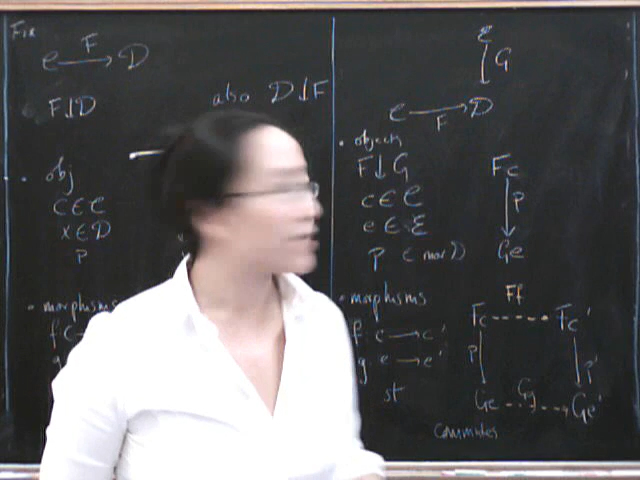 Fix
C —F→ D
F↓D
also D↓F
• obj
c ∈ C
x ∈ D
P
• morphisms
f c
g
E
↓ G
C —F→ D
• objects
F↓G
c ∈ C
e ∈ E
p ∈ mor D
Fc
↓ p
Ge
• morphisms
f c → c'
g e → e'
st
Ff
Fc - - - Fc'
p p'
Gg
Ge - - → Ge'
commutes